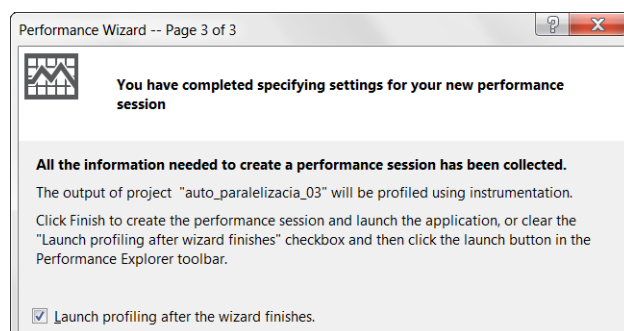 Performance Wizard -- Page 3 of 3
You have completed specifying settings for your new performance
session
All the information needed to create a performance session has been collected.
The output of project "auto_paralelizacia_03" will be profiled using instrumentation.
Click Finish to create the performance session and launch the application, or clear the
"Launch profiling after wizard finishes" checkbox and then click the launch button in the
Performance Explorer toolbar.
Launch profiling after the wizard finishes.